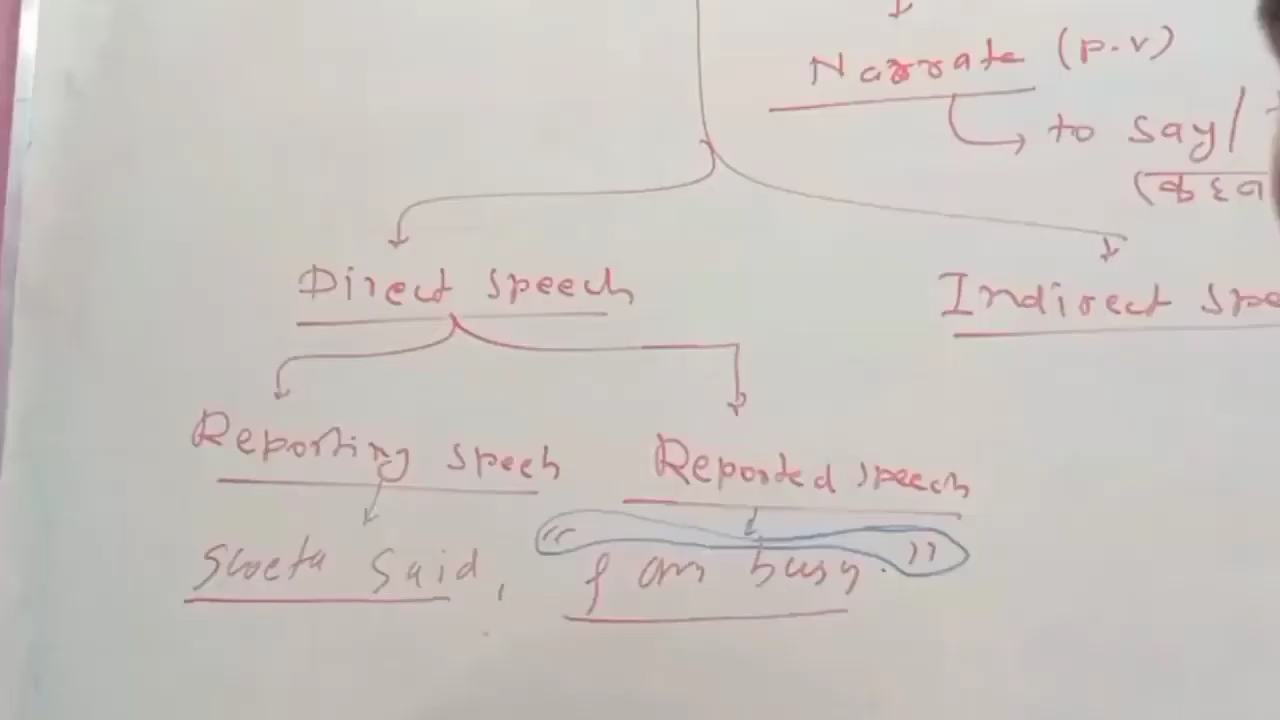 Narrate (p.v)
to say/
Direct speech
Indirect spe
Reporting speech
Reported speech
Sweta said, "I am busy."